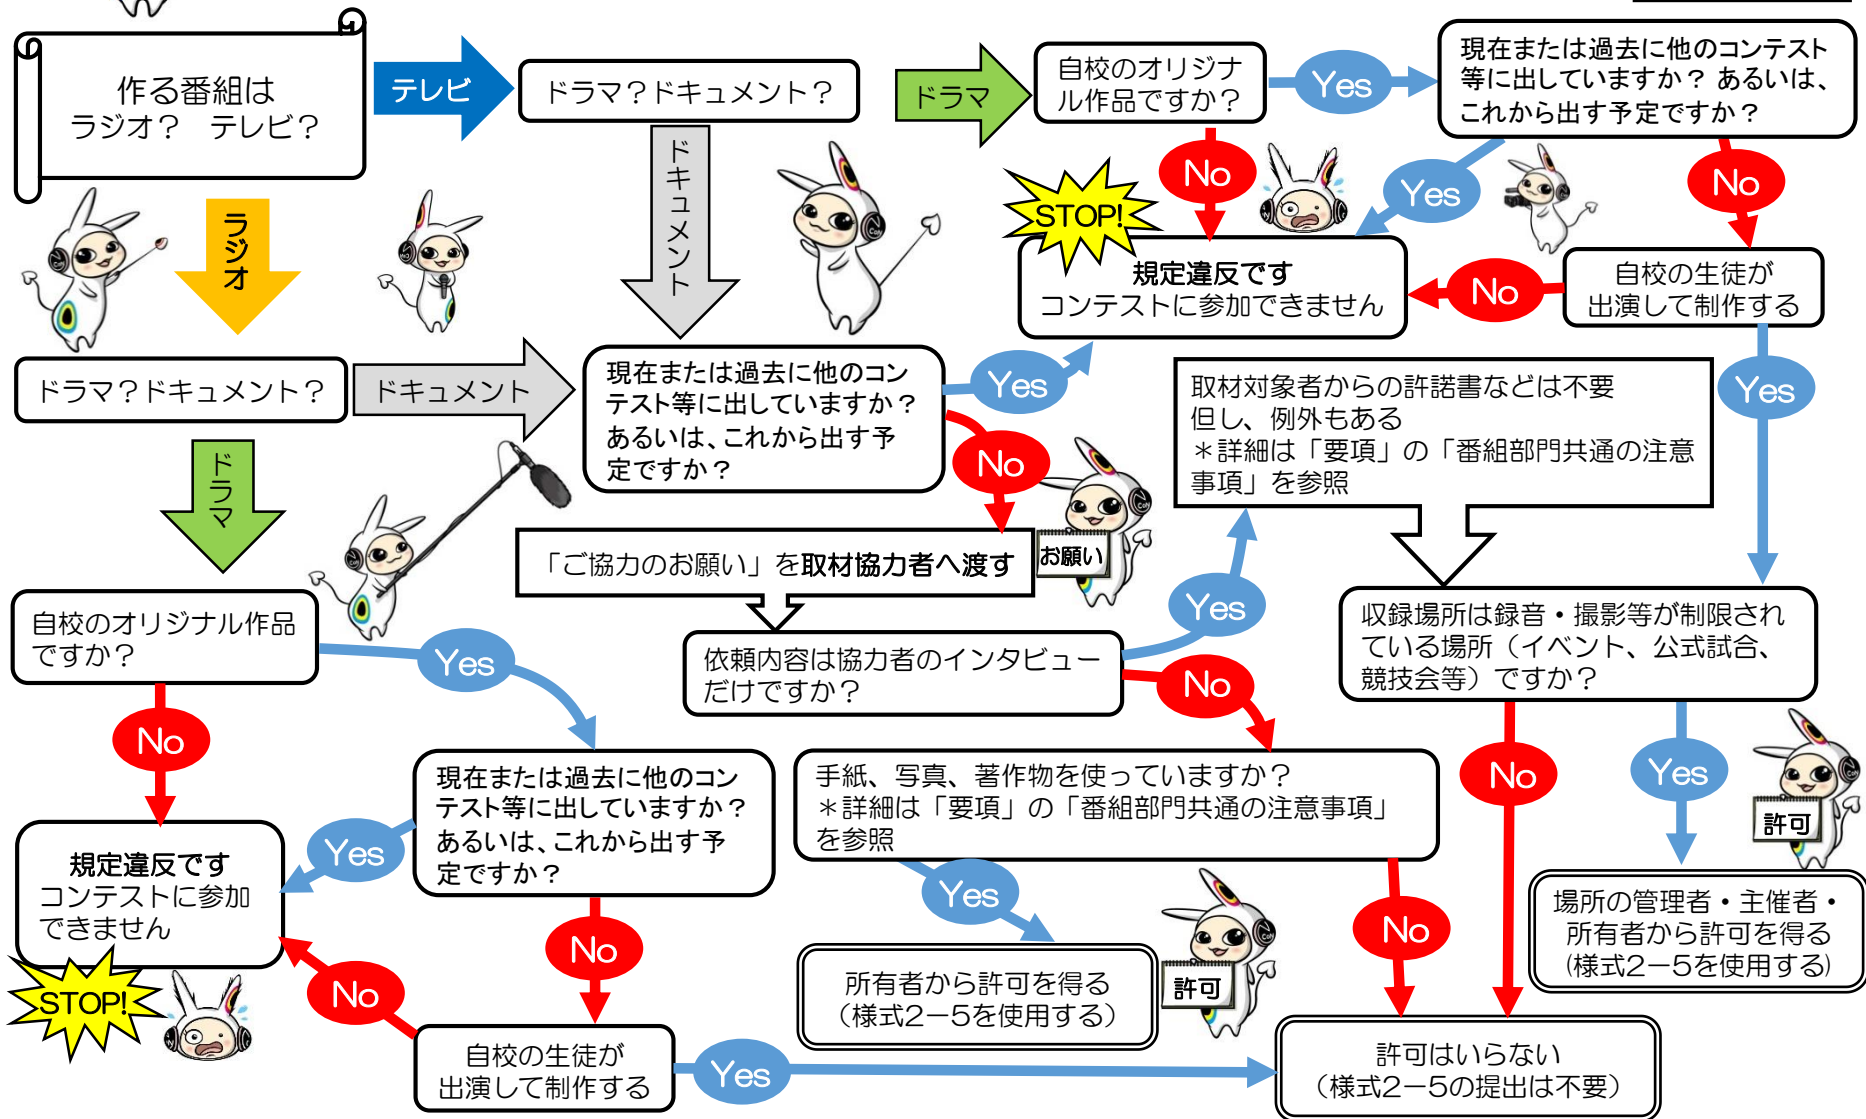 作る番組は
ラジオ？　テレビ？
テレビ
ドラマ？ドキュメント？
ドラマ
自校のオリジナ
ル作品ですか？
Yes
現在または過去に他のコンテスト
等に出していますか？ あるいは、
これから出す予定ですか？
No
Yes
No
STOP!
規定違反です
コンテストに参加できません
No
自校の生徒が
出演して制作する
Yes
ラジオ
ドキュメント
ドラマ？ドキュメント？
ドキュメント
現在または過去に他のコン
テスト等に出していますか？
あるいは、これから出す予
定ですか？
Yes
No
取材対象者からの許諾書などは不要
但し、例外もある
＊詳細は「要項」の「番組部門共通の注意
事項」を参照
ドラマ
「ご協力のお願い」を取材協力者へ渡す
お願い
Yes
依頼内容は協力者のインタビュー
だけですか？
No
収録場所は録音・撮影等が制限され
ている場所（イベント、公式試合、
競技会等）ですか？
No
Yes
許可
場所の管理者・主催者・
所有者から許可を得る
(様式2－5を使用する)
自校のオリジナル作品
ですか？
Yes
No
現在または過去に他のコン
テスト等に出していますか？
あるいは、これから出す予
定ですか？
Yes
No
規定違反です
コンテストに参加
できません
STOP!
No
自校の生徒が
出演して制作する
Yes
手紙、写真、著作物を使っていますか？
＊詳細は「要項」の「番組部門共通の注意事項」
を参照
Yes
No
所有者から許可を得る
（様式2－5を使用する）
許可
許可はいらない
（様式2－5の提出は不要）